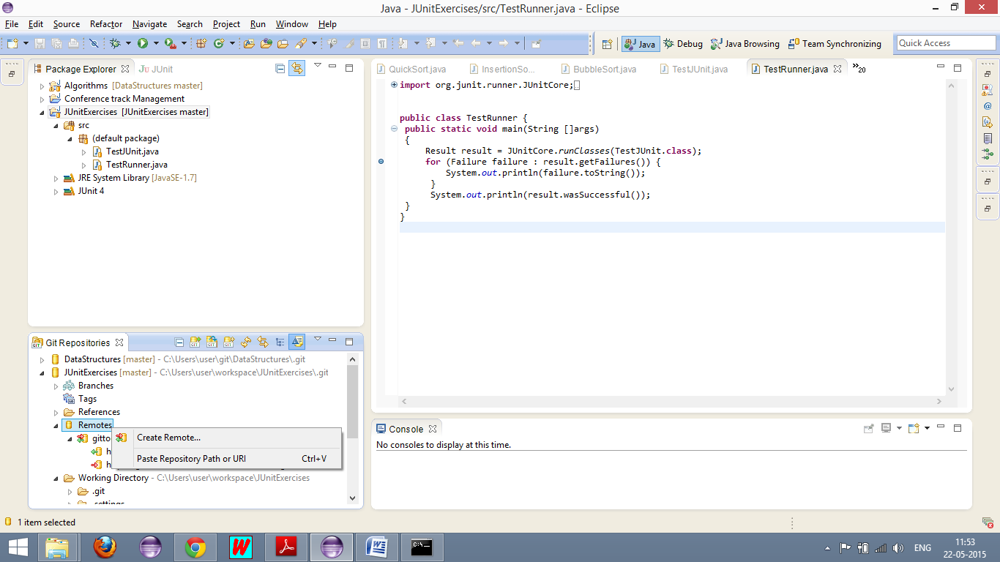 Java - JUnitExercises/src/TestRunner.java - Eclipse
File Edit Source Refactor Navigate Search Project Run Window Help
Java Debug Java Browsing Team Synchronizing Quick Access
Package Explorer JUnit
Algorithms [DataStructures master]
Conference track Management
JUnitExercises [JUnitExercises master]
src
(default package)
TestJUnit.java
TestRunner.java
JRE System Library [JavaSE-1.7]
JUnit 4
QuickSort.java InsertionSo... BubbleSort.java TestJUnit.java TestRunner.java »20
import org.junit.runner.JUnitCore;
public class TestRunner {
public static void main(String []args)
{
Result result = JUnitCore.runClasses(TestJUnit.class);
for (Failure failure : result.getFailures()) {
System.out.println(failure.toString());
}
System.out.println(result.wasSuccessful());
}
}
Git Repositories
DataStructures [master] - C:\Users\user\git\DataStructures\.git
JUnitExercises [master] - C:\Users\user\workspace\JUnitExercises\.git
Branches
Tags
References
Remotes
Create Remote...
Paste Repository Path or URI Ctrl+V
Working Directory - C:\Users\user\workspace\JUnitExercises
.git
.settings
Console
No consoles to display at this time.
1 item selected
ENG
11:53
22-05-2015